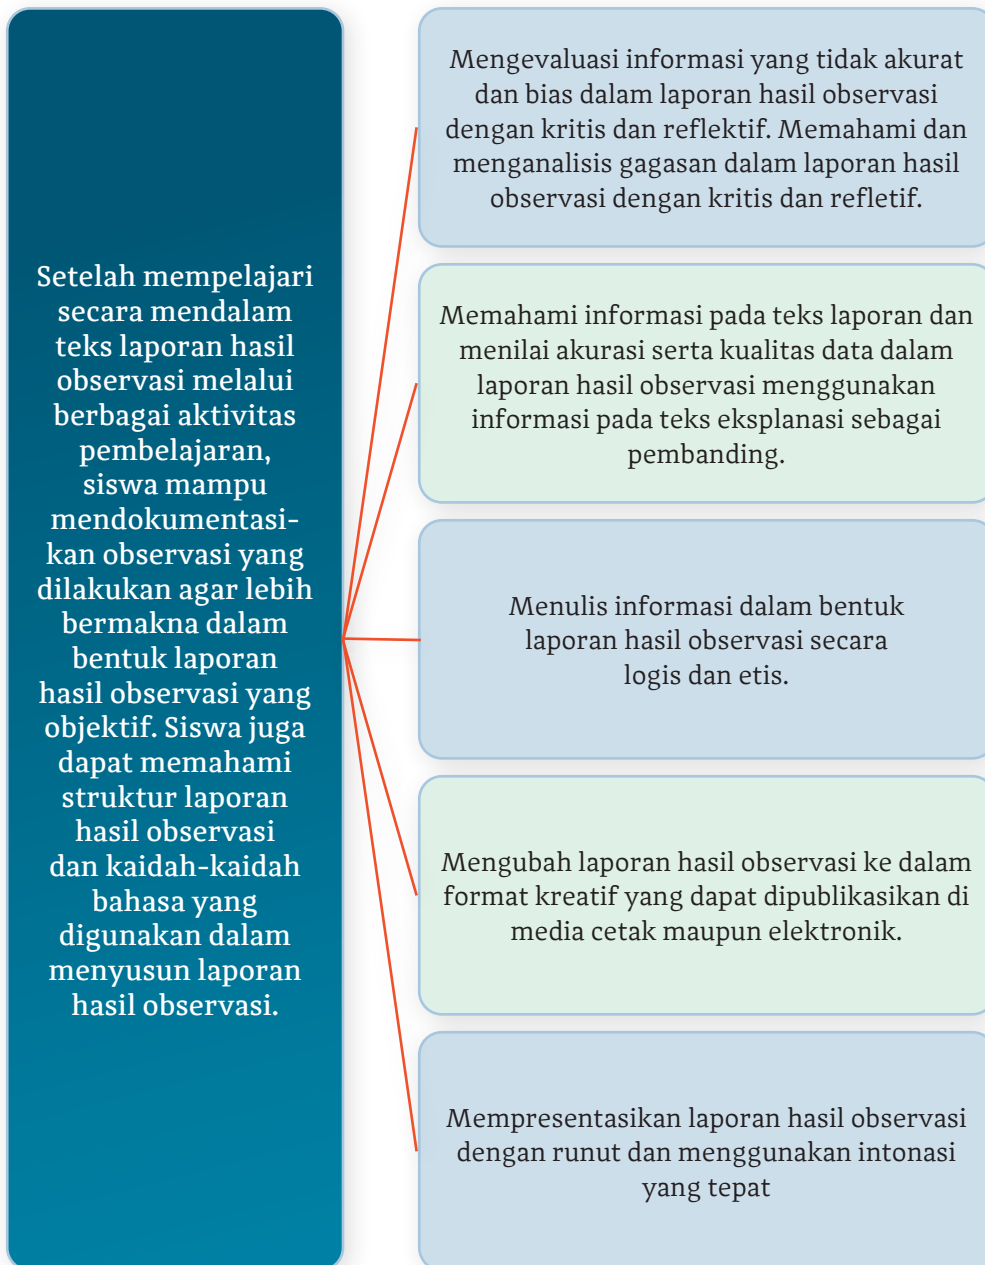 Setelah mempelajari
secara mendalam
teks laporan hasil
observasi melalui
berbagai aktivitas
pembelajaran,
siswa mampu
mendokumentasi-
kan observasi yang
dilakukan agar lebih
bermakna dalam
bentuk laporan
hasil observasi yang
objektif. Siswa juga
dapat memahami
struktur laporan
hasil observasi
dan kaidah-kaidah
bahasa yang
digunakan dalam
menyusun laporan
hasil observasi.
Mengevaluasi informasi yang tidak akurat
dan bias dalam laporan hasil observasi
dengan kritis dan reflektif. Memahami dan
menganalisis gagasan dalam laporan hasil
observasi dengan kritis dan refletif.
Memahami informasi pada teks laporan dan
menilai akurasi serta kualitas data dalam
laporan hasil observasi menggunakan
informasi pada teks eksplanasi sebagai
pembanding.
Menulis informasi dalam bentuk
laporan hasil observasi secara
logis dan etis.
Mengubah laporan hasil observasi ke dalam
format kreatif yang dapat dipublikasikan di
media cetak maupun elektronik.
Mempresentasikan laporan hasil observasi
dengan runut dan menggunakan intonasi
yang tepat